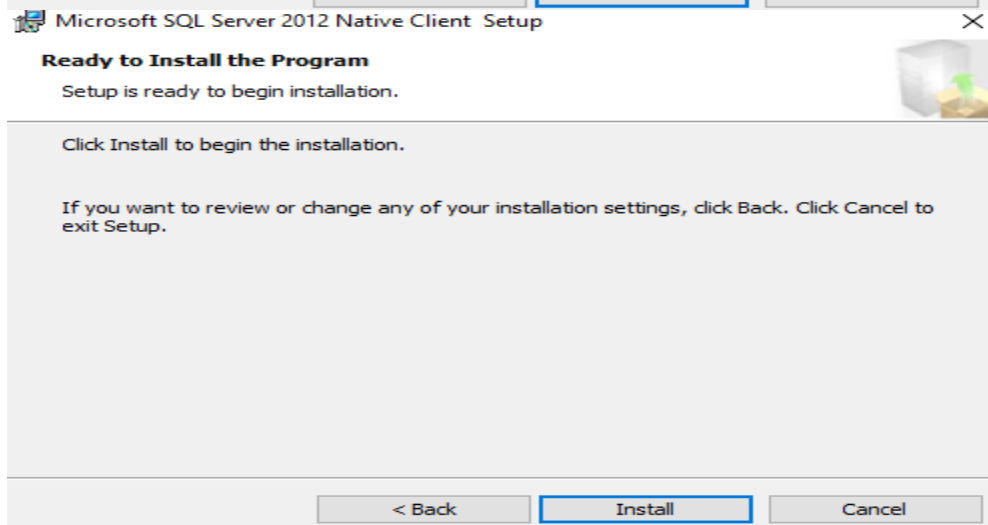 Microsoft SQL Server 2012 Native Client  Setup
Ready to Install the Program
Setup is ready to begin installation.
Click Install to begin the installation.
If you want to review or change any of your installation settings, click Back. Click Cancel to
exit Setup.
< Back
Install
Cancel